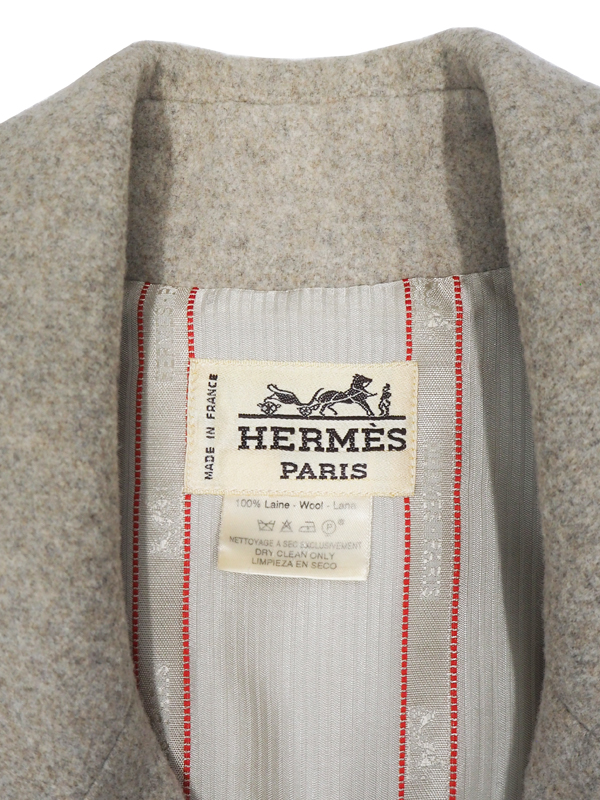 MADE IN FRANCE
HERMÈS
PARIS
100% Laine - Wool - Lana
NETTOYAGE A SEC EXCLUSIVEMENT
DRY CLEAN ONLY
LIMPIEZA EN SECO